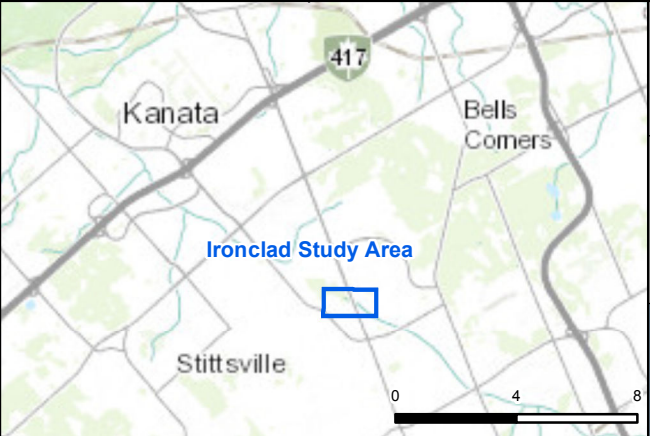 417
Kanata
Bells
Corners
Ironclad Study Area
Stittsville
0 4 8